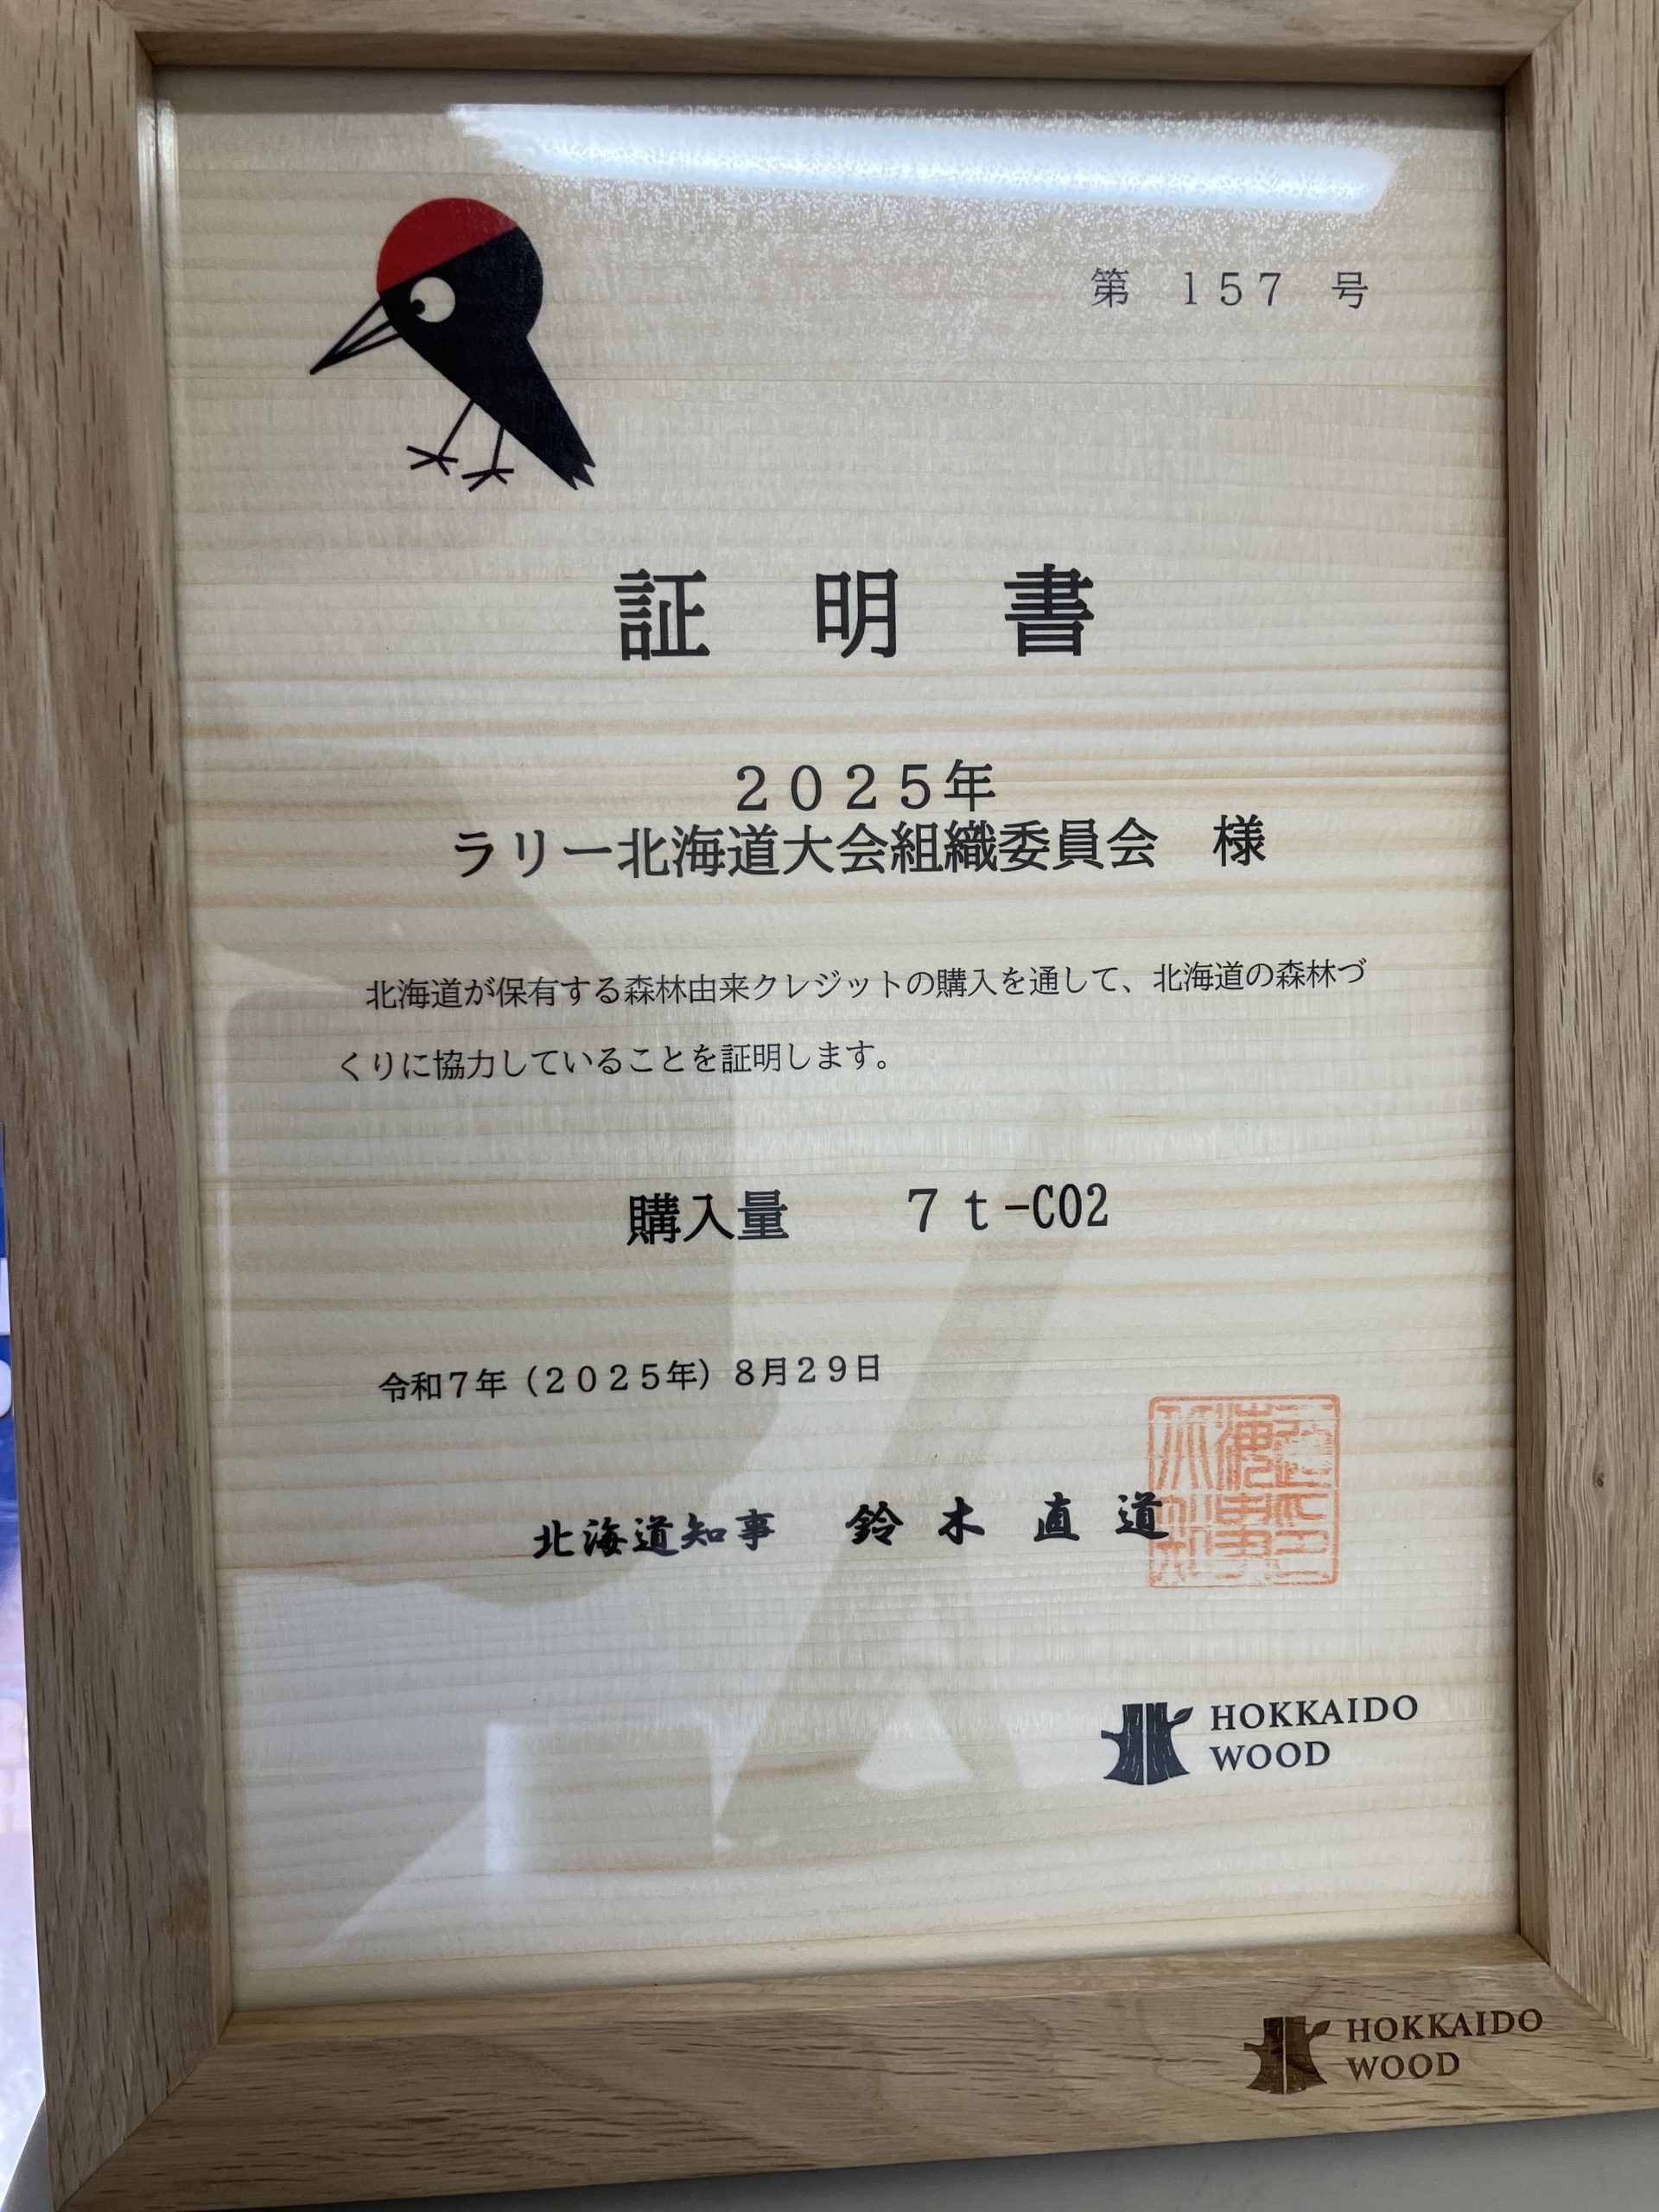 第　１５７　号
証　明　書
２０２５年
ラリー北海道大会組織委員会　様
北海道が保有する森林由来クレジットの購入を通して、北海道の森林づ
くりに協力していることを証明します。
購入量　　７ｔ-CO2
令和７年（２０２５年）８月２９日
北海道知事　鈴 木 直 道
HOKKAIDO
WOOD
HOKKAIDO
WOOD